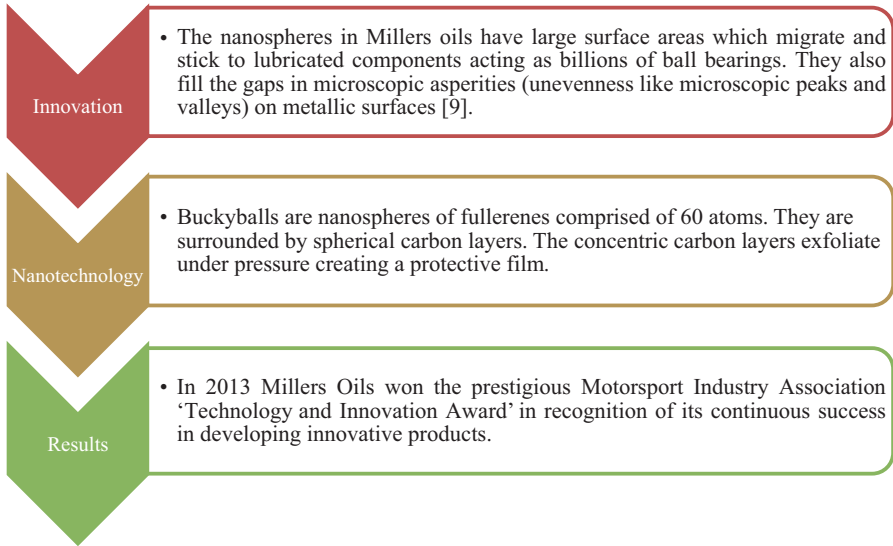 Innovation
• The nanospheres in Millers oils have large surface areas which migrate and
stick to lubricated components acting as billions of ball bearings. They also
fill the gaps in microscopic asperities (unevenness like microscopic peaks and
valleys) on metallic surfaces [9].
Nanotechnology
• Buckyballs are nanospheres of fullerenes comprised of 60 atoms. They are
surrounded by spherical carbon layers. The concentric carbon layers exfoliate
under pressure creating a protective film.
Results
• In 2013 Millers Oils won the prestigious Motorsport Industry Association
‘Technology and Innovation Award’ in recognition of its continuous success
in developing innovative products.